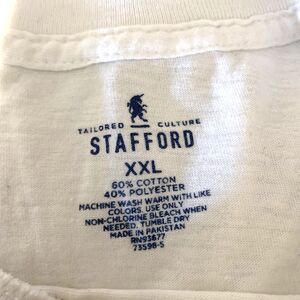 TAILORED CULTURE
STAFFORD
XXL
60% COTTON
40% POLYESTER
MACHINE WASH WARM WITH LIKE
COLORS. USE ONLY
NON-CHLORINE BLEACH WHEN
NEEDED. TUMBLE DRY
MADE IN PAKISTAN
RN93677
73598-5